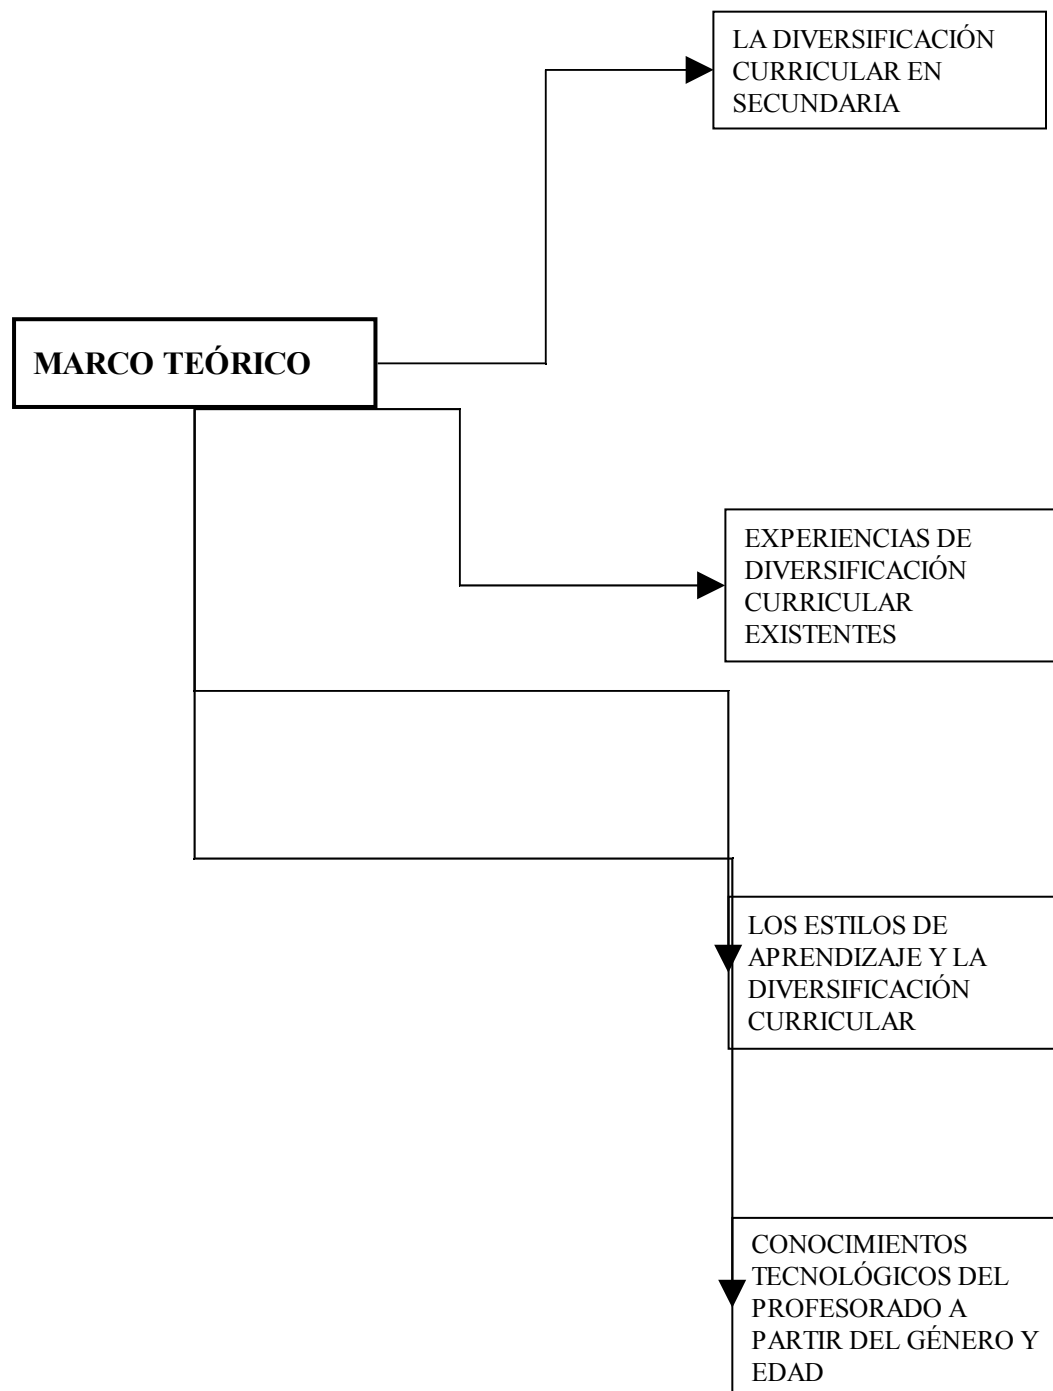 LA DIVERSIFICACIÓN
CURRICULAR EN
SECUNDARIA
MARCO TEÓRICO
EXPERIENCIAS DE
DIVERSIFICACIÓN
CURRICULAR
EXISTENTES
LOS ESTILOS DE
APRENDIZAJE Y LA
DIVERSIFICACIÓN
CURRICULAR
CONOCIMIENTOS
TECNOLÓGICOS DEL
PROFESORADO A
PARTIR DEL GÉNERO Y
EDAD